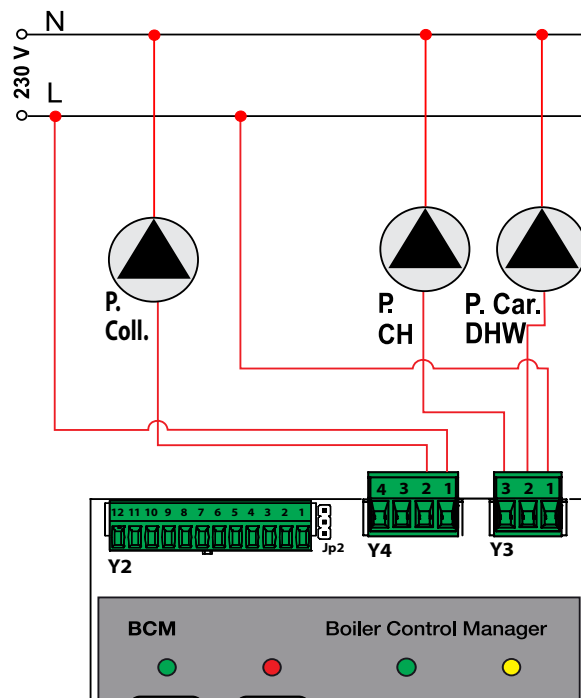 N
230 V
L
P.
Coll.
P.
CH
P. Car.
DHW
4 3 2 1
3 2 1
12 11 10 9 8 7 6 5 4 3 2 1
Jp2
Y2
Y4
Y3
BCM
Boiler Control Manager